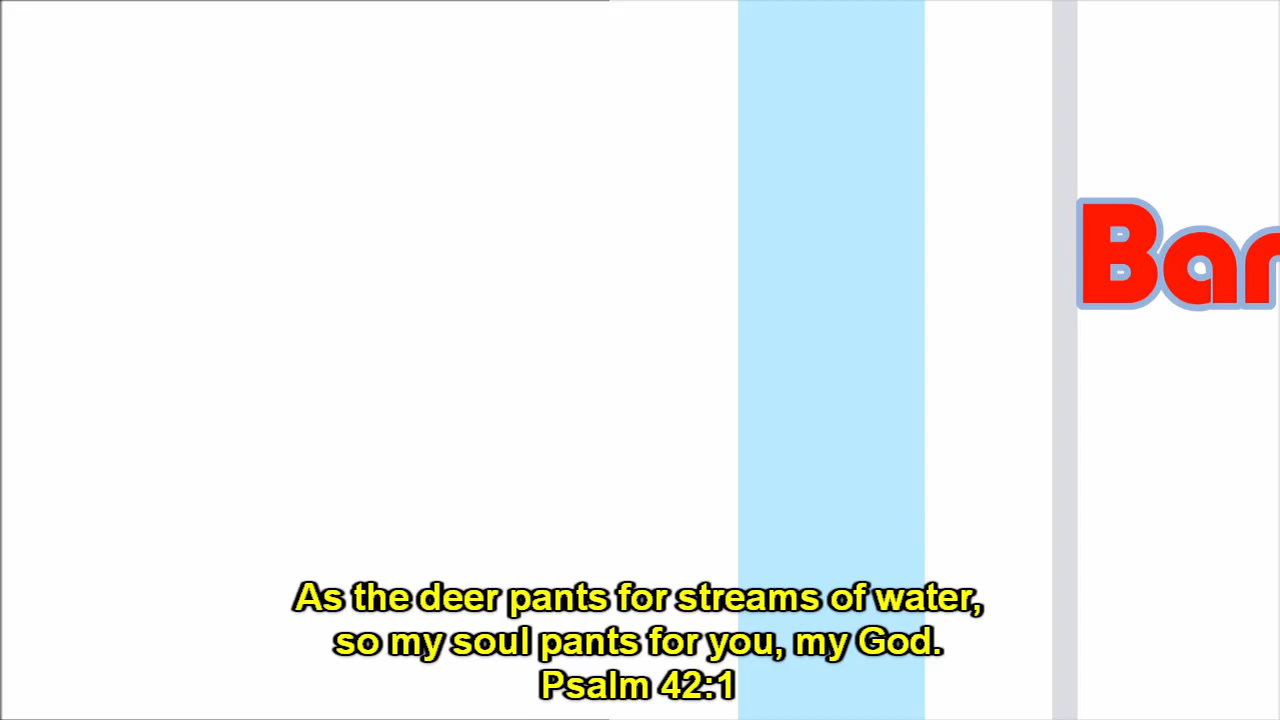 Bar
As the deer pants for streams of water,
so my soul pants for you, my God.
Psalm 42:1